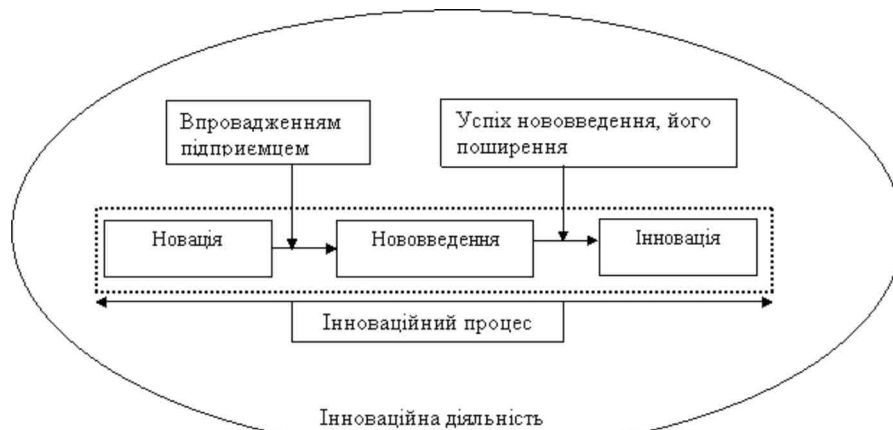 Впровадженням
підприємцем
Успіх нововведення, його
поширення
Новація
Нововведення
Інновація
Інноваційний процес
Інноваційна діяльність